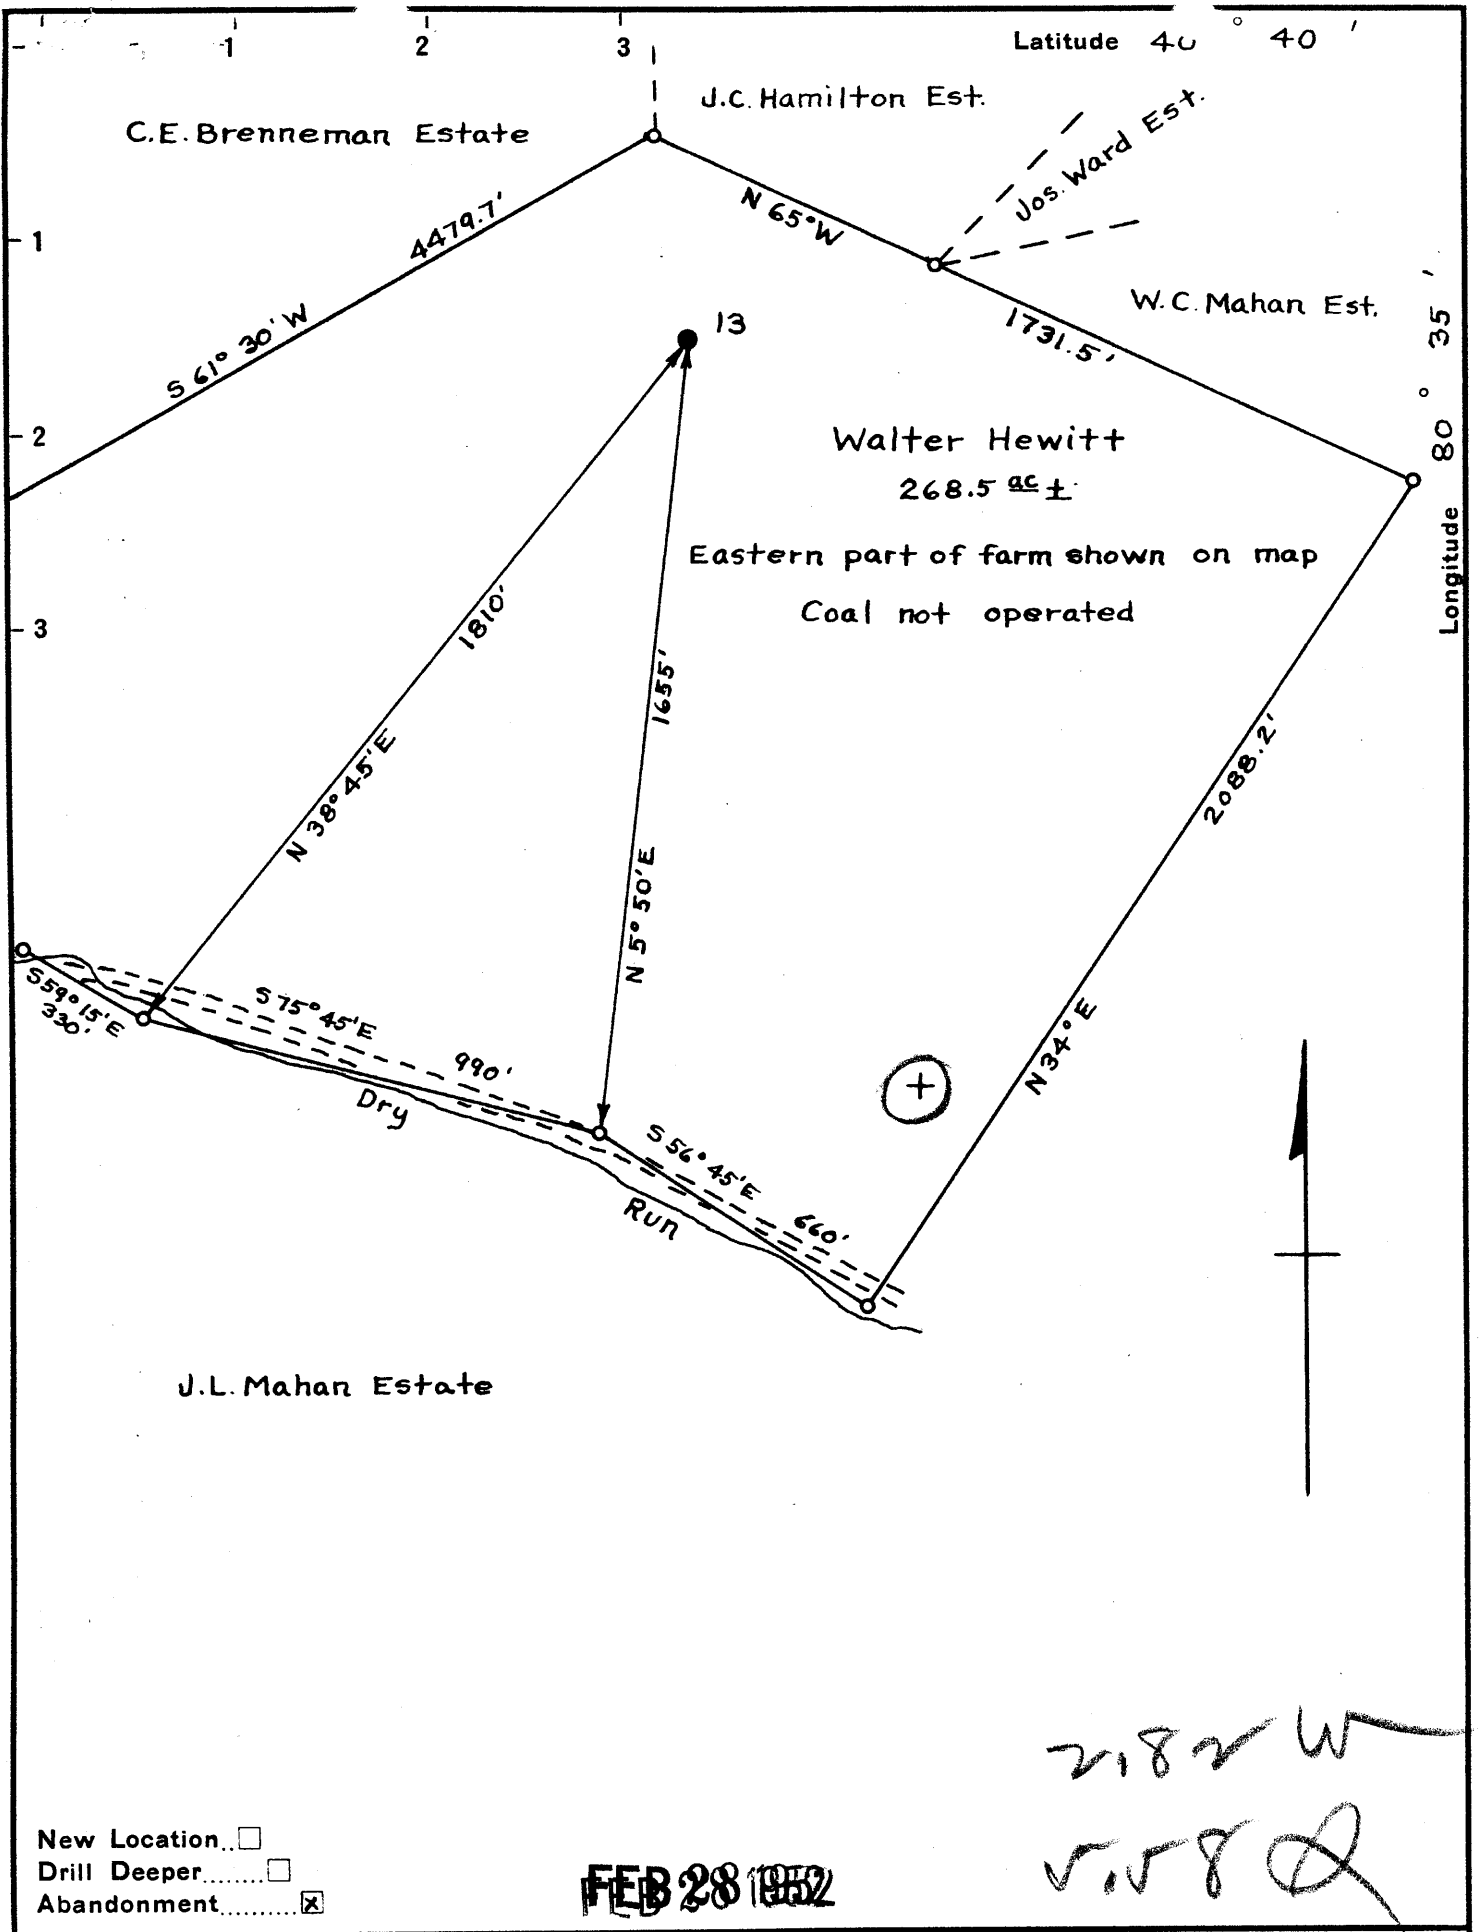 1 2 3 Latitude 40 ° 40 '
J.C. Hamilton Est.
C.E. Brenneman Estate
Jos. Ward Est.
N 65° W
4479.7'
1
W.C. Mahan Est.
1731.5'
S 61° 30' W
13
80 ° 35 '
Longitude
2
Walter Hewitt
268.5 ac ±
Eastern part of farm shown on map
Coal not operated
3
1810'
1655'
N 38° 45' E
N 5° 50' E
2088.2'
N 34° E
S 59° 15' E
330'
S 75° 45' E
990'
Dry
S 56° 45' E
660'
Run
J.L. Mahan Estate
2.82 W
New Location..
Drill Deeper........
Abandonment.......... x
FEB 28 1952